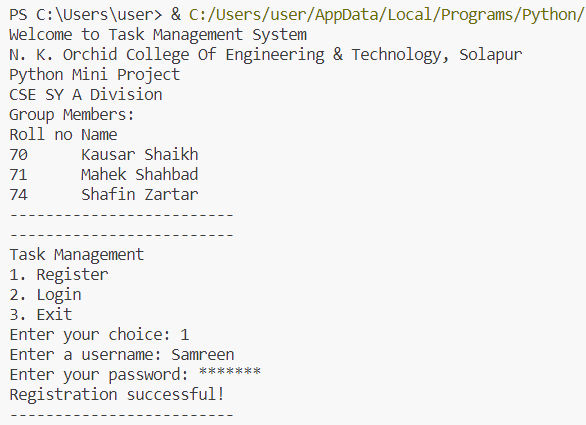 PS C:\Users\user> & C:/Users/user/AppData/Local/Programs/Python/
Welcome to Task Management System
N. K. Orchid College Of Engineering & Technology, Solapur
Python Mini Project
CSE SY A Division
Group Members:
Roll no Name
70      Kausar Shaikh
71      Mahek Shahbad
74      Shafin Zartar
-------------------------
-------------------------
Task Management
1. Register
2. Login
3. Exit
Enter your choice: 1
Enter a username: Samreen
Enter your password: *******
Registration successful!
-------------------------